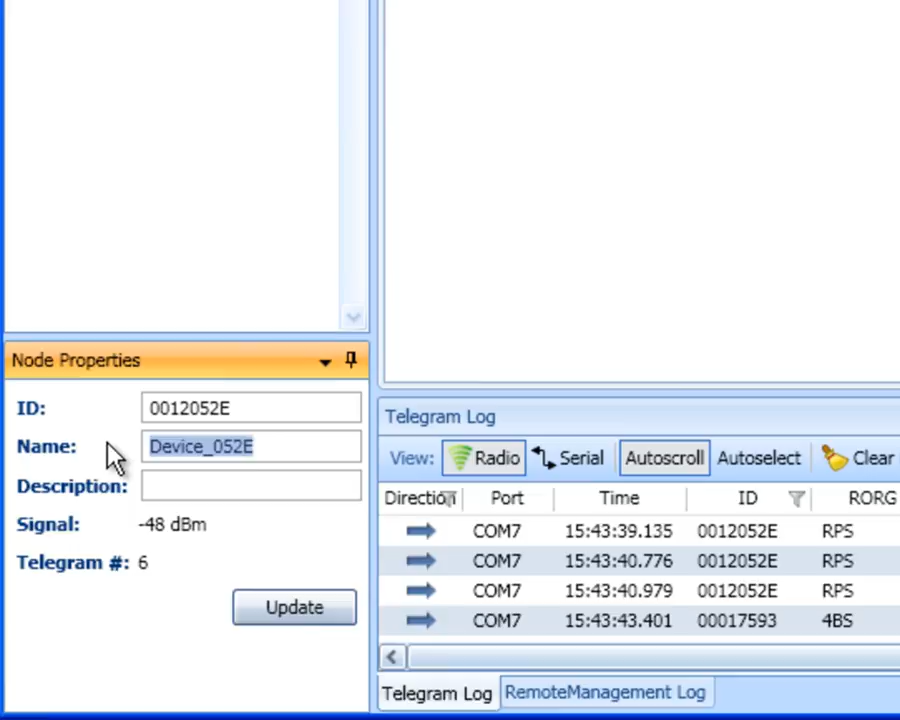 Node Properties
ID: 0012052E
Name: Device_052E
Description:
Signal: -48 dBm
Telegram #: 6
Update
Telegram Log
View: Radio Serial Autoscroll Autoselect Clear
Direction Port Time ID RORG
COM7 15:43:39.135 0012052E RPS
COM7 15:43:40.776 0012052E RPS
COM7 15:43:40.979 0012052E RPS
COM7 15:43:43.401 00017593 4BS
Telegram Log RemoteManagement Log